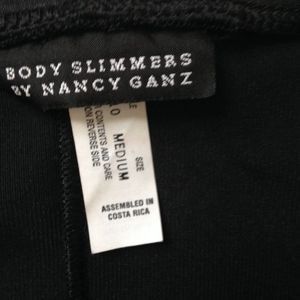 BODY SLIMMERS
BY NANCY GANZ
SIZE
MEDIUM
CONTENTS AND CARE
ON REVERSE SIDE
ASSEMBLED IN
COSTA RICA